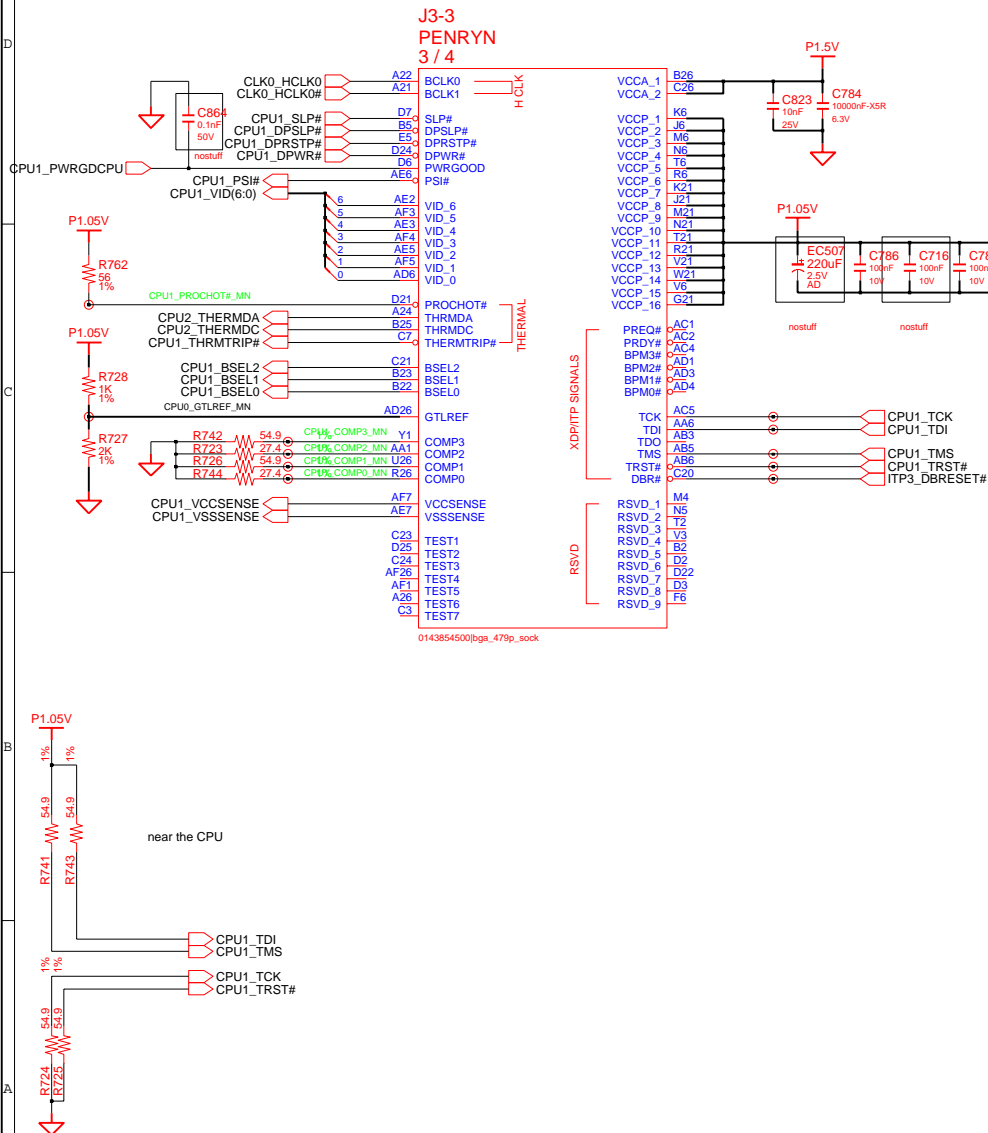 D
J3-3
PENRYN
3 / 4
CLK0_HCLK0 A22 BCLK0
CLK0_HCLK0# A21 BCLK1
H CLK
C864
0.1nF
50V
nostuff
CPU1_SLP# D7 SLP#
CPU1_DPSLP# B5 DPSLP#
CPU1_DPRSTP# E5 DPRSTP#
CPU1_DPWR# D24 DPWR#
CPU1_PWRGDCPU D6 PWRGOOD
CPU1_PSI# AE6 PSI#
CPU1_VID(6:0)
6 AE2 VID_6
5 AF3 VID_5
4 AE3 VID_4
3 AF4 VID_3
2 AE5 VID_2
1 AF5 VID_1
0 AD6 VID_0
P1.05V
R762
56
1%
CPU1_PROCHOT#_MN D21 PROCHOT#
CPU2_THERMDA A24 THRMDA
CPU2_THERMDC B25 THRMDC
CPU1_THRMTRIP# C7 THERMTRIP#
THERMAL
P1.05V
R728
1K
1%
CPU1_BSEL2 C21 BSEL2
CPU1_BSEL1 B23 BSEL1
CPU1_BSEL0 B22 BSEL0
C
CPU0_GTLREF_MN AD26 GTLREF
R727
2K
1%
R742 54.9 1% CPU1_COMP3_MN Y1 COMP3
R723 27.4 1% CPU1_COMP2_MN AA1 COMP2
R726 54.9 1% CPU1_COMP1_MN U26 COMP1
R744 27.4 1% CPU1_COMP0_MN R26 COMP0
CPU1_VCCSENSE AF7 VCCSENSE
CPU1_VSSSENSE AE7 VSSSENSE
C23 TEST1
D25 TEST2
C24 TEST3
AF26 TEST4
AF1 TEST5
A26 TEST6
C3 TEST7
0143854500|bga_479p_sock
VCCA_1 B26
VCCA_2 C26
P1.5V
C823
10nF
25V
C784
10000nF-X5R
6.3V
VCCP_1 K6
VCCP_2 J6
VCCP_3 M6
VCCP_4 N6
VCCP_5 T6
VCCP_6 R6
VCCP_7 K21
VCCP_8 J21
VCCP_9 M21
VCCP_10 N21
VCCP_11 T21
VCCP_12 R21
VCCP_13 V21
VCCP_14 W21
VCCP_15 V6
VCCP_16 G21
P1.05V
EC507
220uF
2.5V
AD
nostuff
C786
100nF
10V
C716
100nF
10V
nostuff
C78
100n
10V
XDP/ITP SIGNALS
PREQ# AC1
PRDY# AC2
BPM3# AC4
BPM2# AD1
BPM1# AD3
BPM0# AD4
TCK AC5 CPU1_TCK
TDI AA6 CPU1_TDI
TDO AB3
TMS AB5 CPU1_TMS
TRST# AB6 CPU1_TRST#
DBR# C20 ITP3_DBRESET#
RSVD
RSVD_1 M4
RSVD_2 N5
RSVD_3 T2
RSVD_4 V3
RSVD_5 B2
RSVD_6 D2
RSVD_7 D22
RSVD_8 D3
RSVD_9 F6
B
P1.05V
1% 1%
54.9 54.9
R741 R743
near the CPU
CPU1_TDI
CPU1_TMS
1% 1%
CPU1_TCK
CPU1_TRST#
54.9 54.9
R724 R725
A